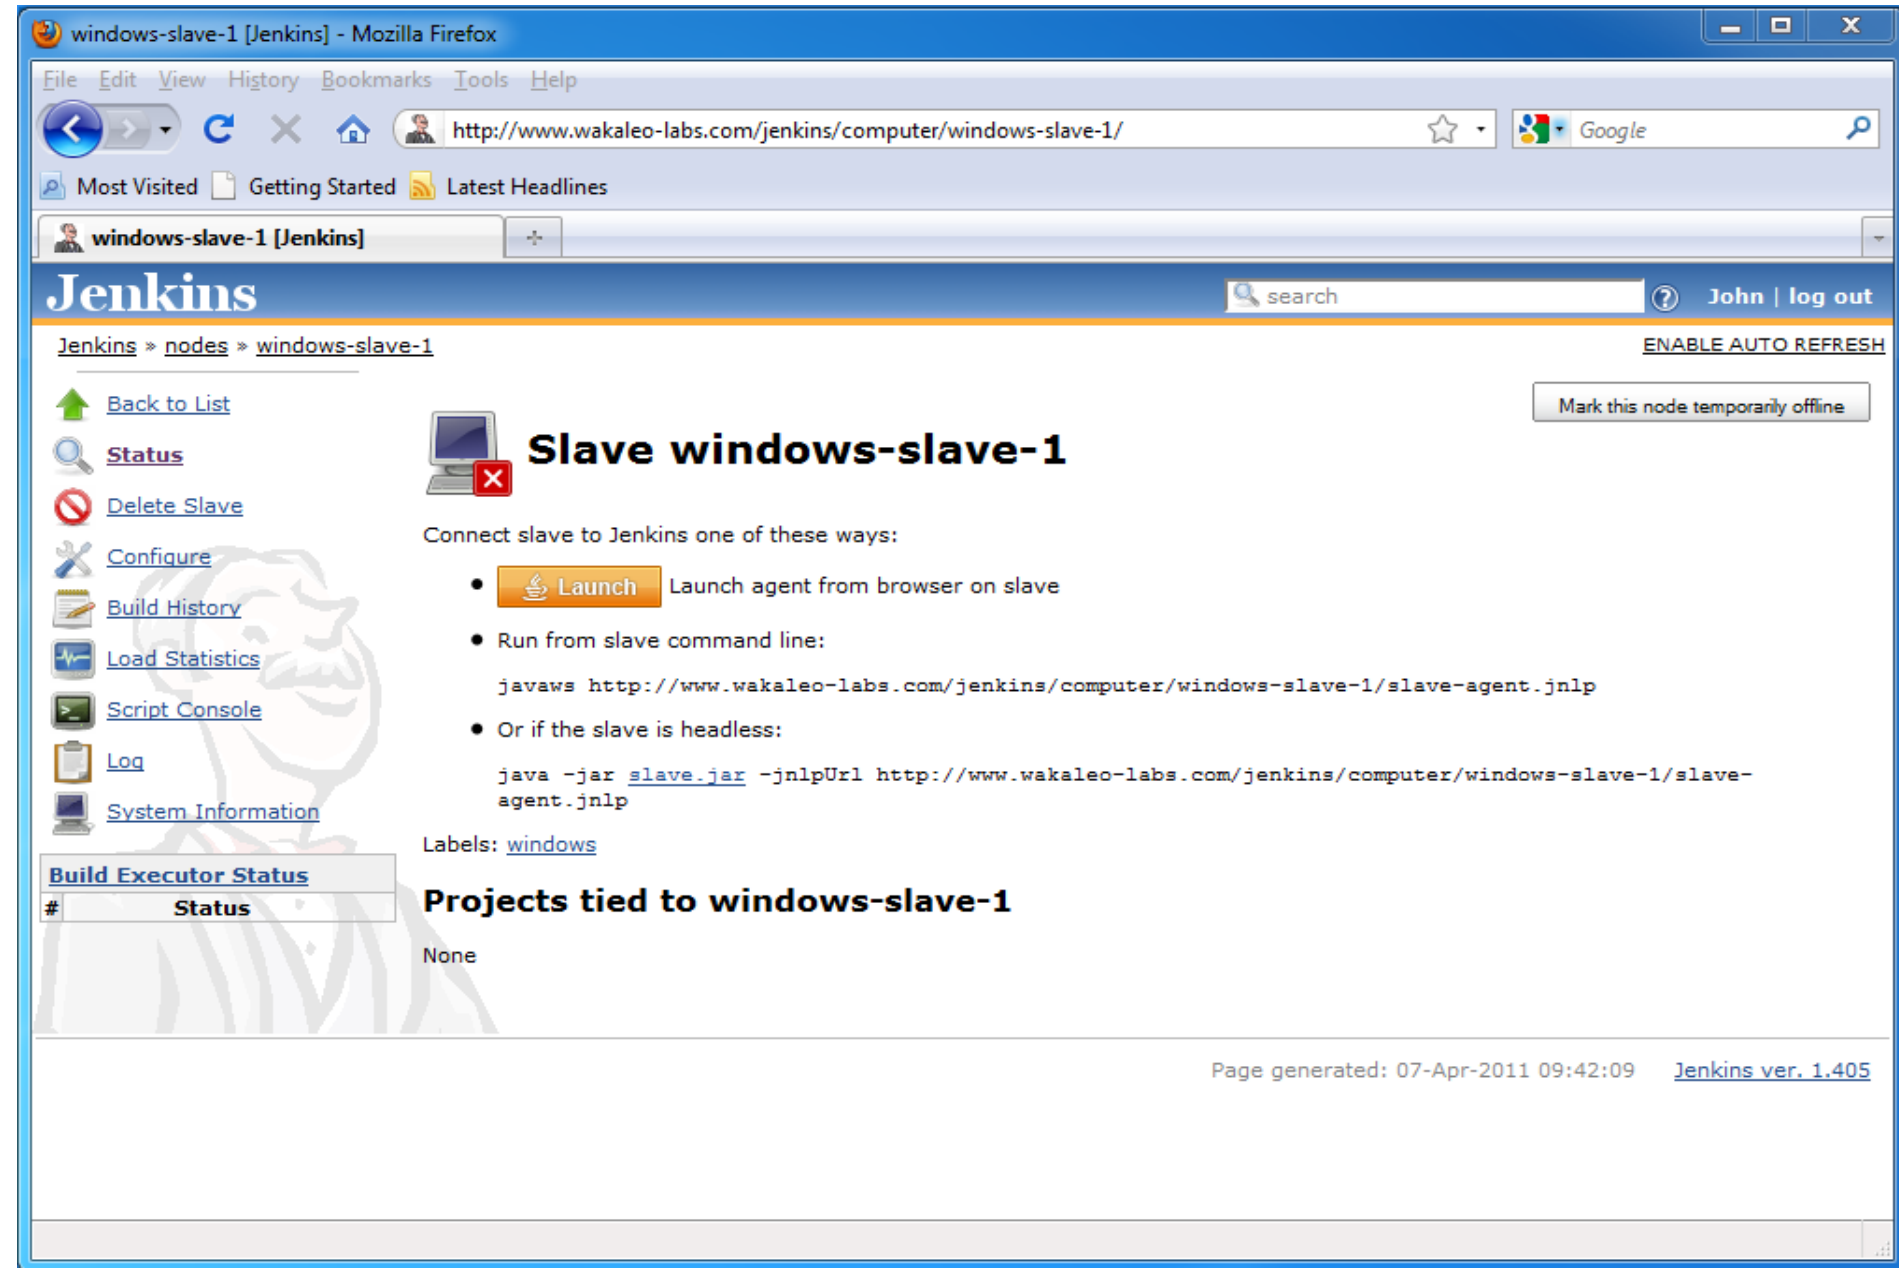 windows-slave-1 [Jenkins] - Mozilla Firefox
File Edit View History Bookmarks Tools Help
http://www.wakaleo-labs.com/jenkins/computer/windows-slave-1/
Google
Most Visited Getting Started Latest Headlines
windows-slave-1 [Jenkins]
Jenkins
search
John | log out
Jenkins » nodes » windows-slave-1
ENABLE AUTO REFRESH
Back to List
Status
Delete Slave
Configure
Build History
Load Statistics
Script Console
Log
System Information
Build Executor Status
# Status
Mark this node temporarily offline
Slave windows-slave-1
Connect slave to Jenkins one of these ways:
• Launch Launch agent from browser on slave
• Run from slave command line:
javaws http://www.wakaleo-labs.com/jenkins/computer/windows-slave-1/slave-agent.jnlp
• Or if the slave is headless:
java -jar slave.jar -jnlpUrl http://www.wakaleo-labs.com/jenkins/computer/windows-slave-1/slave-
agent.jnlp
Labels: windows
Projects tied to windows-slave-1
None
Page generated: 07-Apr-2011 09:42:09 Jenkins ver. 1.405